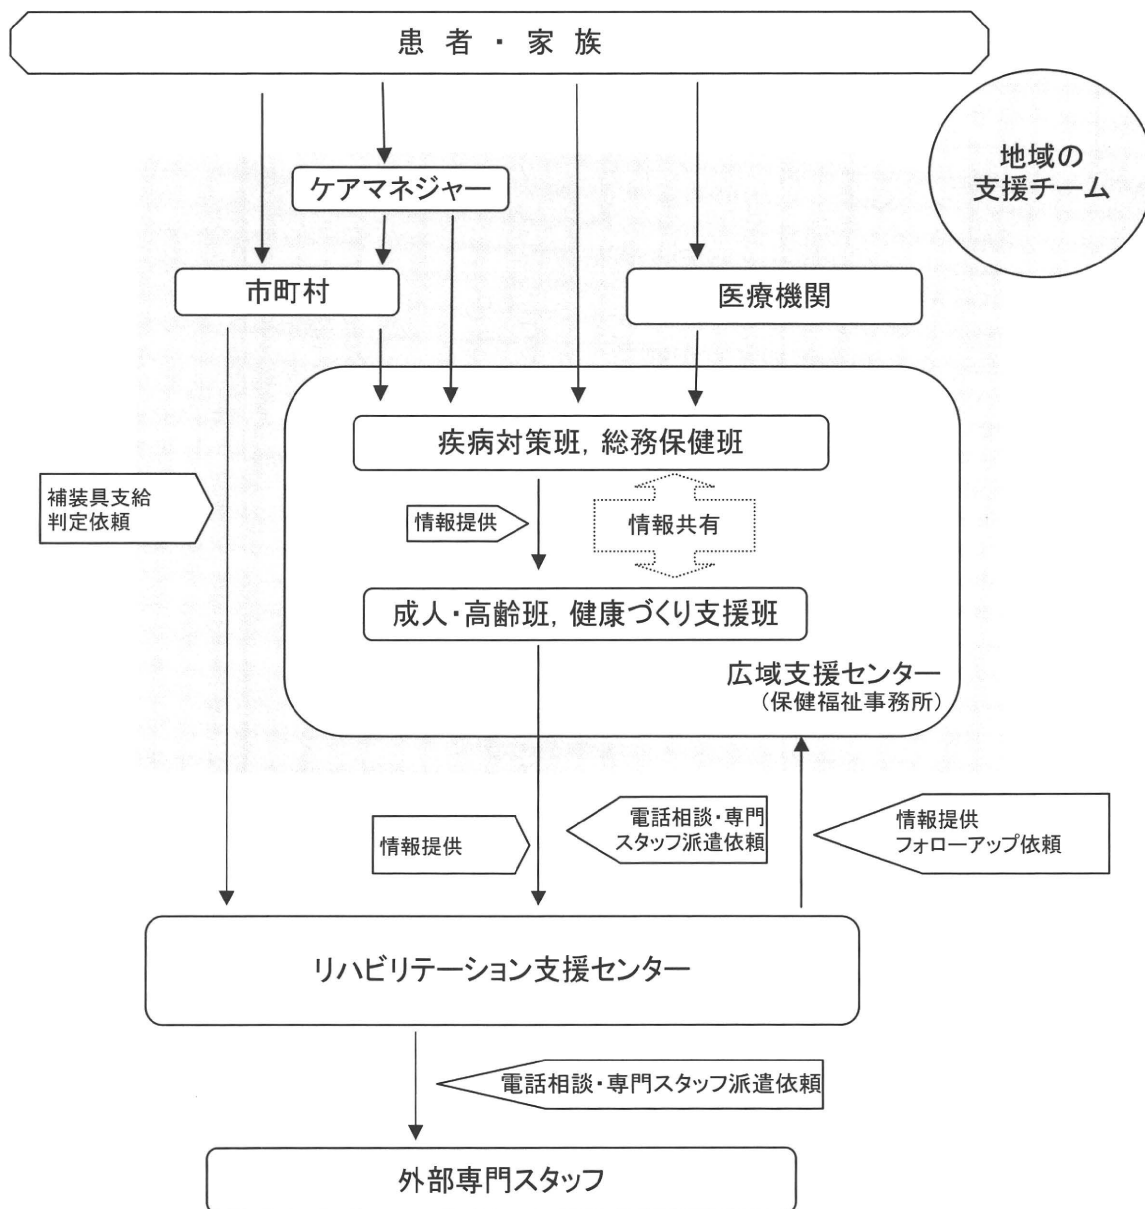 患者・家族
地域の
支援チーム
ケアマネジャー
市町村
医療機関
疾病対策班，総務保健班
補装具支給
判定依頼
情報提供
情報共有
成人・高齢班，健康づくり支援班
広域支援センター
（保健福祉事務所）
情報提供
電話相談・専門
スタッフ派遣依頼
情報提供
フォローアップ依頼
リハビリテーション支援センター
電話相談・専門スタッフ派遣依頼
外部専門スタッフ